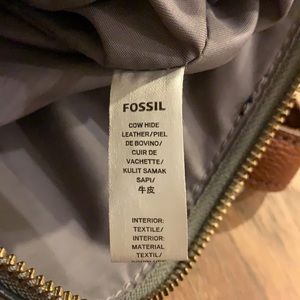 FOSSIL
COW HIDE
LEATHER/PIEL
DE BOVINO/
CUIR DE
VACHETTE/
KULIT SAMAK
SAPI/
牛皮
INTERIOR:
TEXTILE/
INTERIOR:
MATERIAL
TEXTIL/